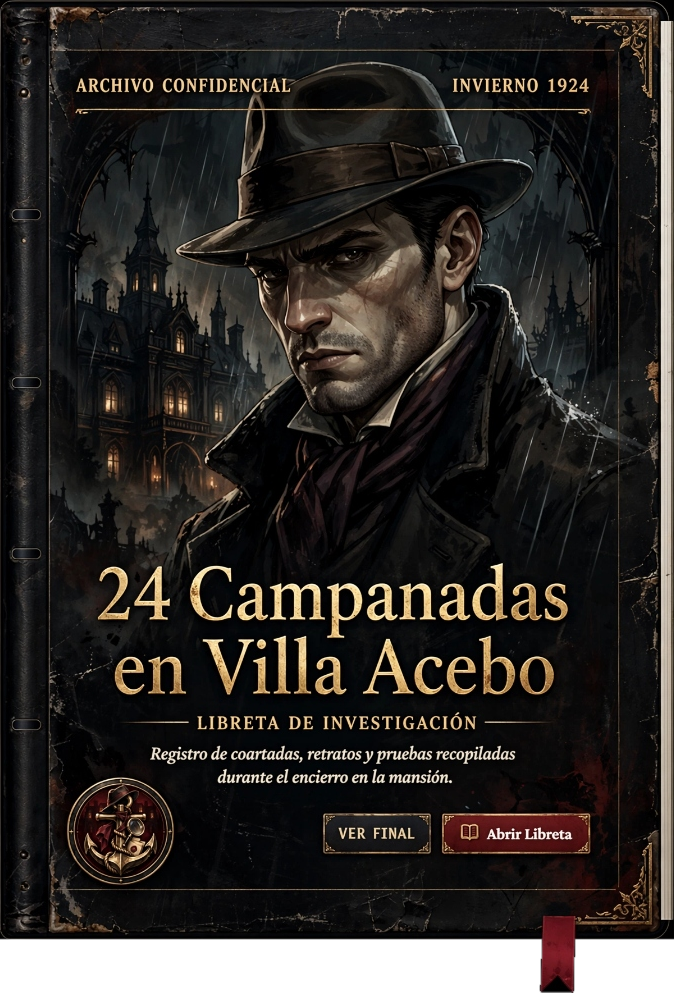 ARCHIVO CONFIDENCIAL
INVIERNO 1924
24 Campanadas
en Villa Acebo
LIBRETA DE INVESTIGACIÓN
Registro de coartadas, retratos y pruebas recopiladas
durante el encierro en la mansión.
VER FINAL
Abrir Libreta